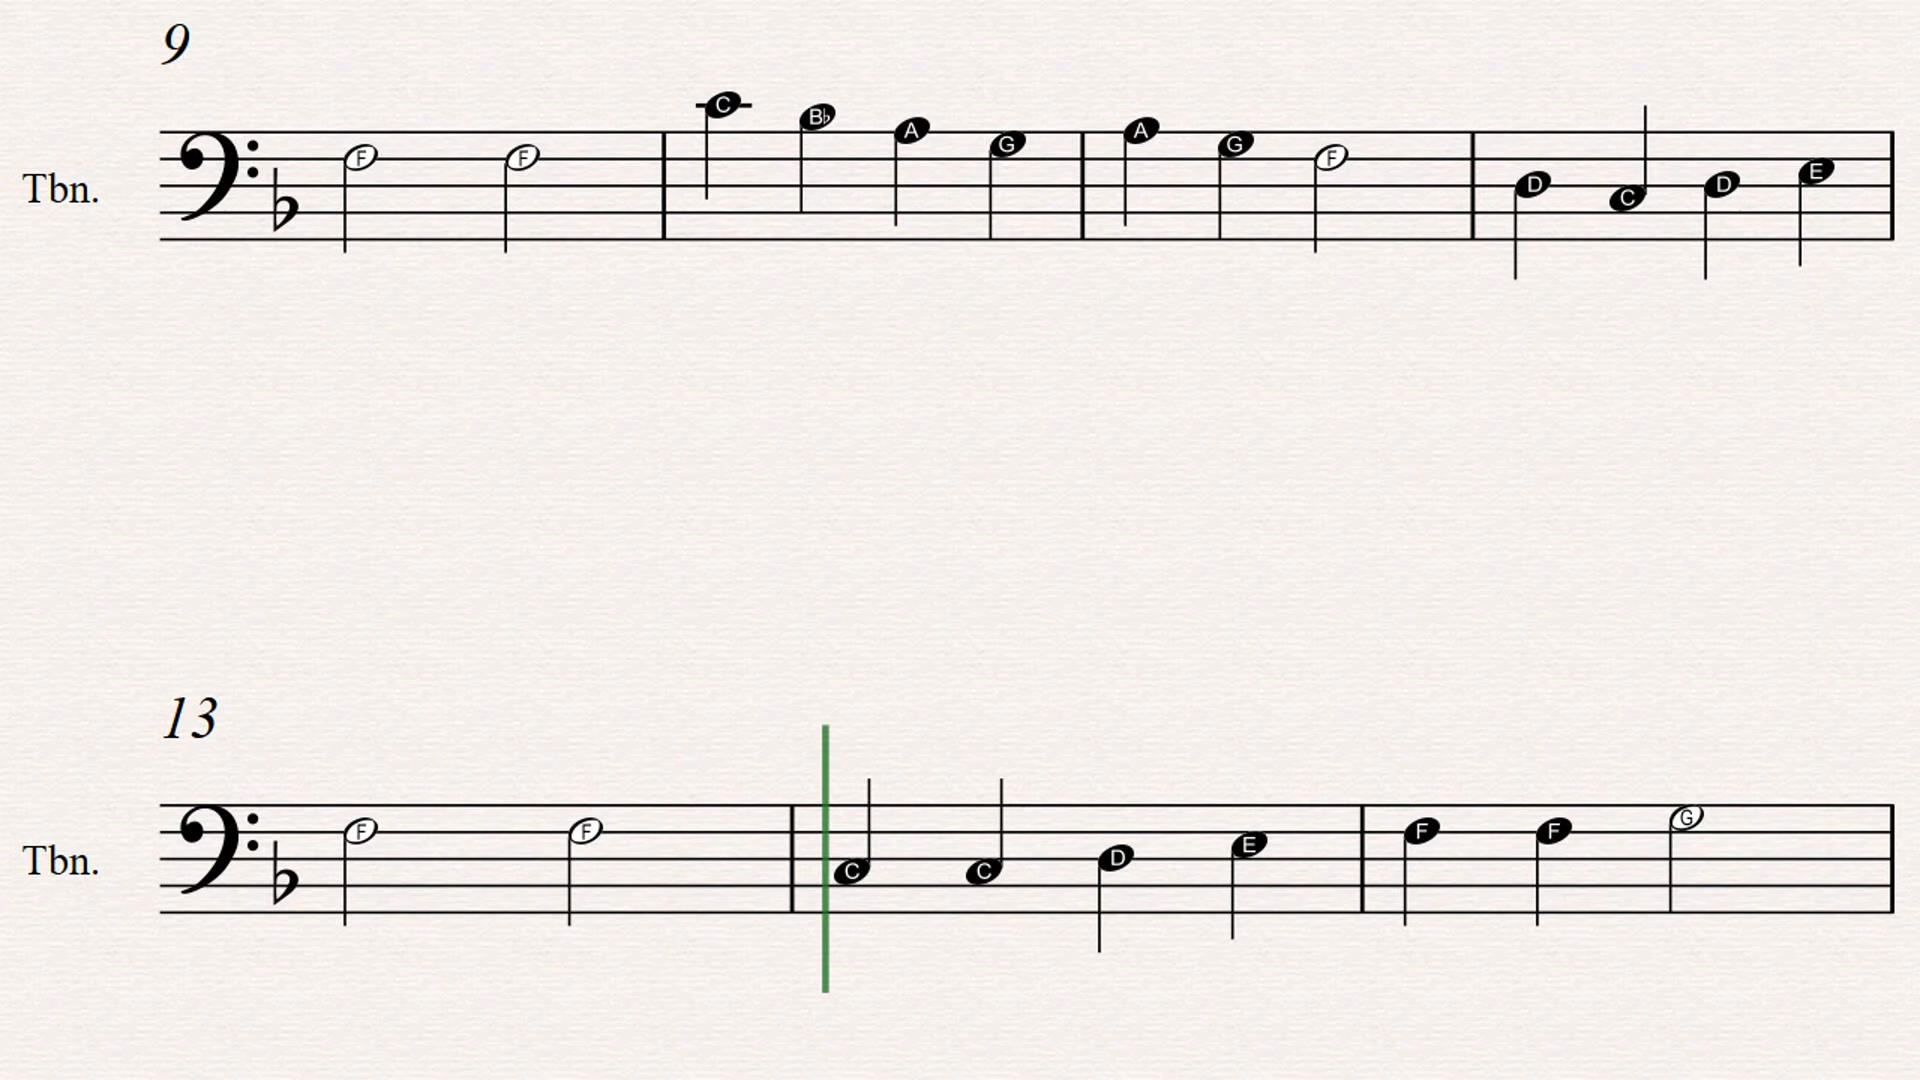 9
Tbn. F F C B♭ A G A G F D C D E
13
Tbn. F F C C D E F F G